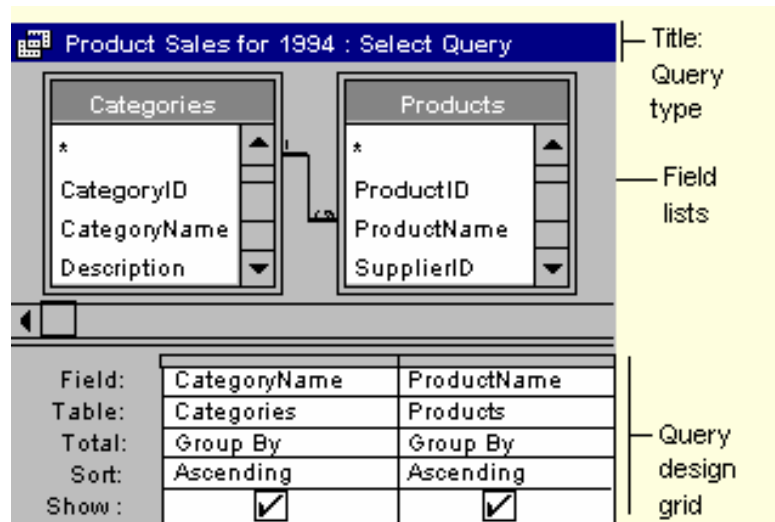 Product Sales for 1994 : Select Query
Title:
Query
type
Categories
*
CategoryID
CategoryName
Description
Products
*
ProductID
ProductName
SupplierID
1
∞
Field
lists
Field: CategoryName ProductName
Table: Categories Products
Total: Group By Group By
Sort: Ascending Ascending
Show :
Query
design
grid